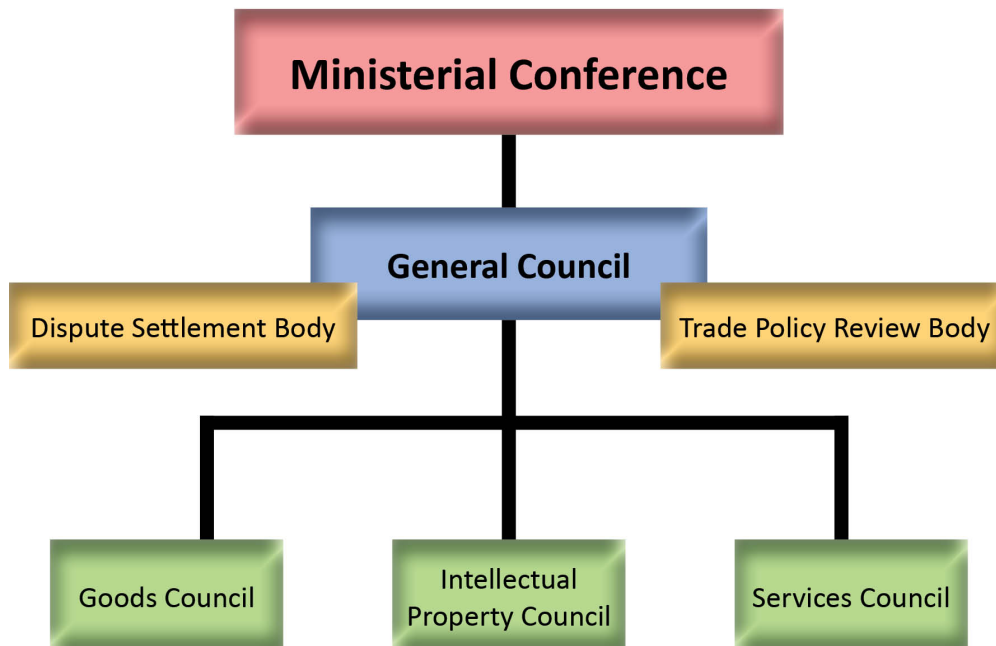 Ministerial Conference
General Council
Dispute Settlement Body
Trade Policy Review Body
Goods Council
Intellectual
Property Council
Services Council